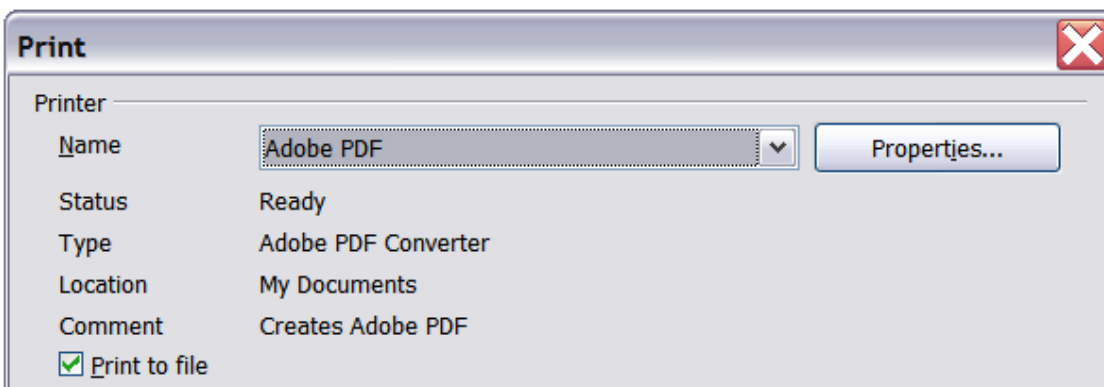 Print
Printer
Name Adobe PDF Properties...
Status Ready
Type Adobe PDF Converter
Location My Documents
Comment Creates Adobe PDF
Print to file